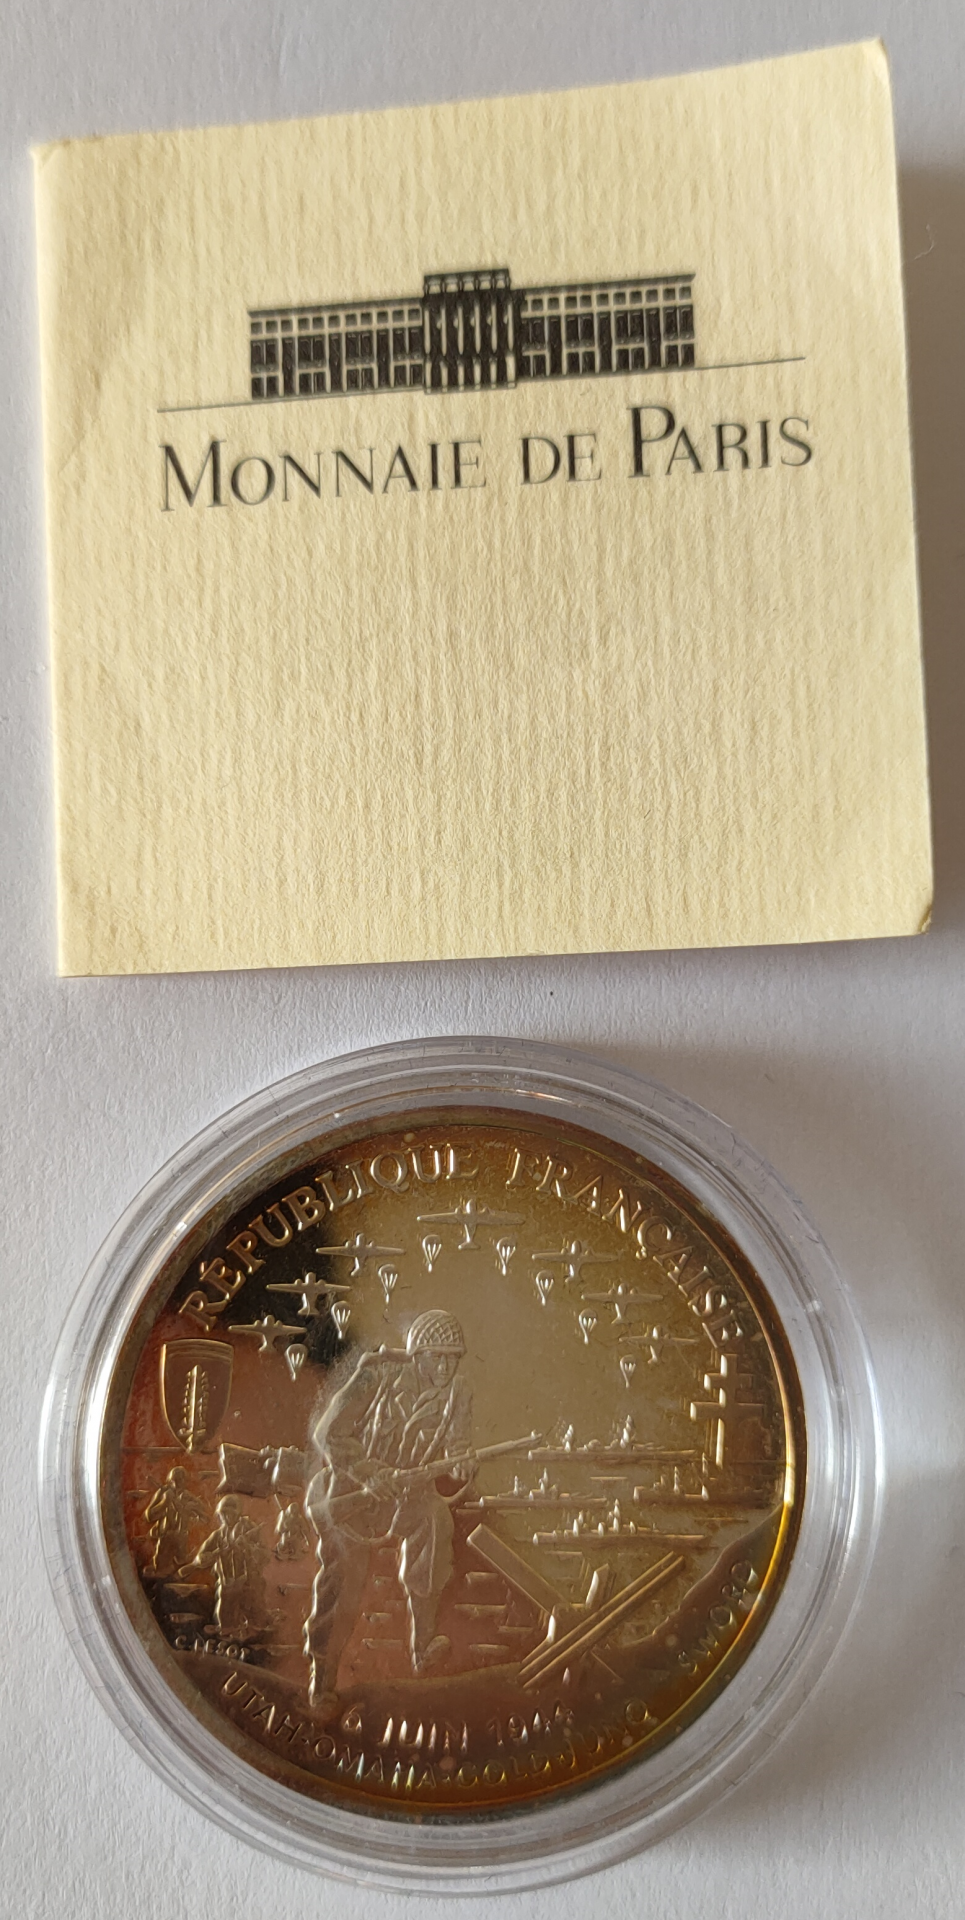 MONNAIE DE PARIS
RÉPUBLIQUE FRANÇAISE
6 JUIN 1944
UTAH·OMAHA·GOLD·JUNO SWORD